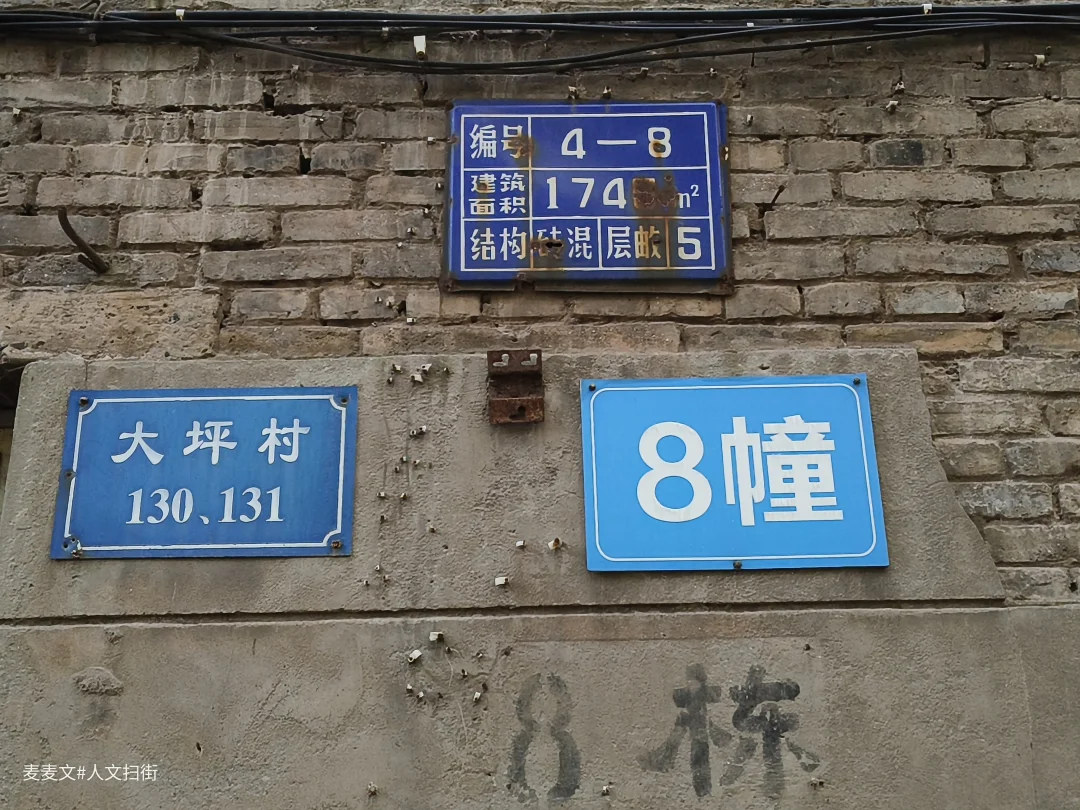 编号 4—8
建筑面积 174 m²
结构 砖混 层数 5
大坪村
130、131
8幢
8栋
麦麦文#人文扫街